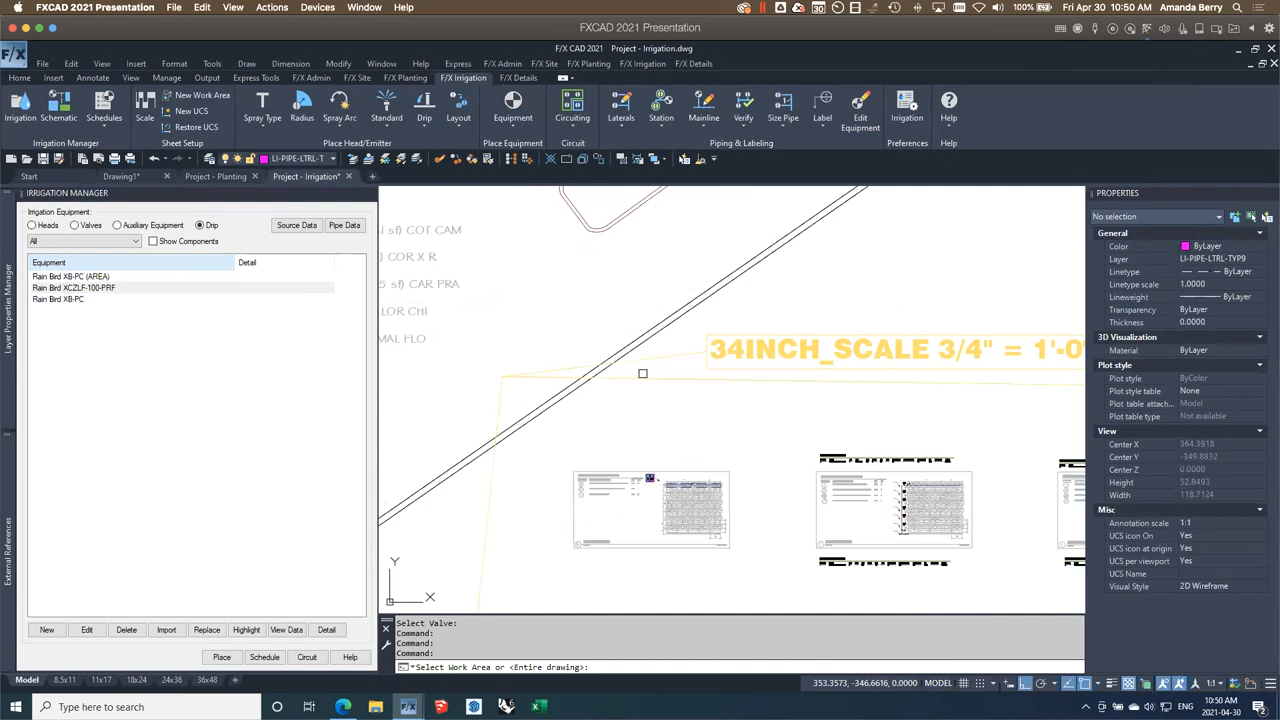 FXCAD 2021 Presentation File Edit View Actions Devices Window Help 100% Fri Apr 30 10:50 AM Amanda Berry
FXCAD 2021 Presentation
F/X F/X CAD 2021 Project - Irrigation.dwg
File Edit View Insert Format Tools Draw Dimension Modify Window Help Express F/X Admin F/X Site F/X Planting F/X Irrigation F/X Details
Home Insert Annotate View Manage Output Express Tools F/X Admin F/X Site F/X Planting F/X Irrigation F/X Details
New Work Area
New UCS
Restore UCS
Irrigation Schematic Schedules Scale Spray Type Radius Spray Arc Standard Drip Layout Equipment Circuiting Laterals Station Mainline Verify Size Pipe Label Edit Equipment Irrigation Help
Irrigation Manager Sheet Setup Place Head/Emitter Place Equipment Circuit Piping & Labeling Preferences Help
LI-PIPE-LTRL-T
Start Drawing1* Project - Planting Project - Irrigation*
IRRIGATION MANAGER
Irrigation Equipment:
Heads Valves Auxiliary Equipment Drip Source Data Pipe Data
All Show Components
Equipment Detail
Rain Bird XB-PC (AREA)
Rain Bird XCZLF-100-PRF
Rain Bird XB-PC
New Edit Delete Import Replace Highlight View Data Detail
Place Schedule Circuit Help
Layer Properties Manager
External References
si sf) COT CAM
f) COR X R
5 sf) CAR PRA
LOR CHI
MAL FLO
34INCH_SCALE 3/4" = 1'-0"
Y
X
Select Valve:
Command:
Command:
Command:
Select Work Area or <Entire drawing>:
PROPERTIES
No selection
General
Color ByLayer
Layer LI-PIPE-LTRL-TYP9
Linetype ByLayer
Linetype scale 1.0000
Lineweight ByLayer
Transparency ByLayer
Thickness 0.0000
3D Visualization
Material ByLayer
Plot style
Plot style ByColor
Plot style table None
Plot table attach... Model
Plot table type Not available
View
Center X 364.3918
Center Y -349.8832
Center Z 0.0000
Height 52.9493
Width 118.7124
Misc
Annotation scale 1:1
UCS icon On Yes
UCS icon at origin Yes
UCS per viewport Yes
UCS Name
Visual Style 2D Wireframe
Model 8.5x11 11x17 18x24 24x36 36x48 + 353.3573, -346.6616, 0.0000 MODEL 1:1
Type here to search F/X 10:50 AM
2021-04-30